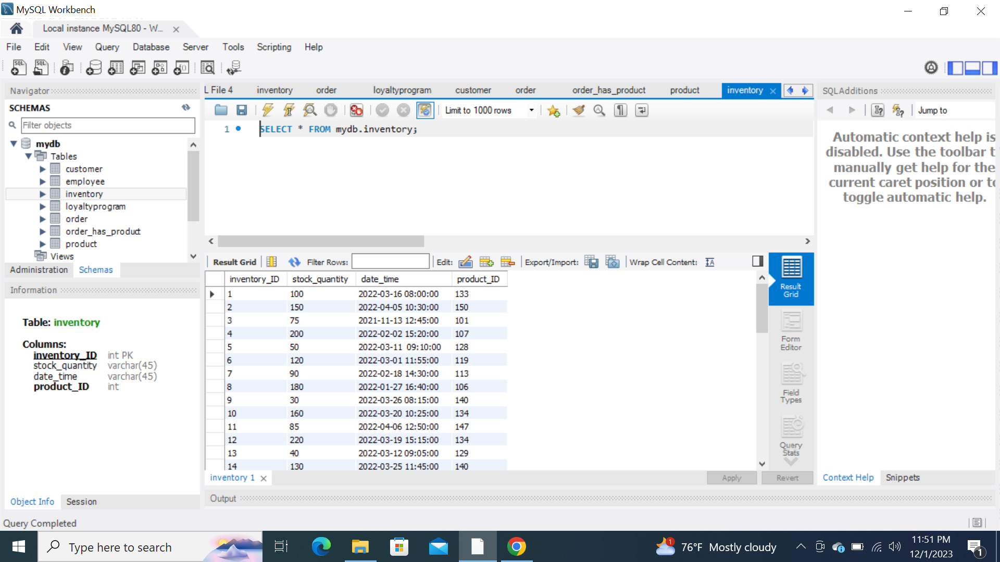 MySQL Workbench
Local instance MySQL80 - W...
File Edit View Query Database Server Tools Scripting Help
Navigator
SCHEMAS
Filter objects
mydb
Tables
customer
employee
inventory
loyaltyprogram
order
order_has_product
product
Views
Administration Schemas
Information
Table: inventory
Columns:
inventory_ID int PK
stock_quantity varchar(45)
date_time varchar(45)
product_ID int
Object Info Session
L File 4 inventory order loyaltyprogram customer order order_has_product product inventory
Limit to 1000 rows
1 SELECT * FROM mydb.inventory;
Result Grid Filter Rows: Edit: Export/Import: Wrap Cell Content:
inventory_ID stock_quantity date_time product_ID
1 100 2022-03-16 08:00:00 133
2 150 2022-04-05 10:30:00 150
3 75 2021-11-13 12:45:00 101
4 200 2022-02-02 15:20:00 107
5 50 2022-03-11  09:10:00 128
6 120 2022-03-01 11:55:00 119
7 90 2022-02-18 14:30:00 113
8 180 2022-01-27 16:40:00 106
9 30 2022-03-26 08:15:00 140
10 160 2022-03-20 10:25:00 134
11 85 2022-04-06 12:50:00 147
12 220 2022-03-19 15:15:00 134
13 40 2022-03-12 09:05:00 129
14 130 2022-03-25 11:45:00 140
Result
Grid
Form
Editor
Field
Types
Query
Stats
inventory 1
Apply Revert
Output
SQLAdditions
Jump to
Automatic context help is
disabled. Use the toolbar t
manually get help for the
current caret position or to
toggle automatic help.
Context Help Snippets
Query Completed
Type here to search
1
76°F Mostly cloudy
11:51 PM
12/1/2023
1